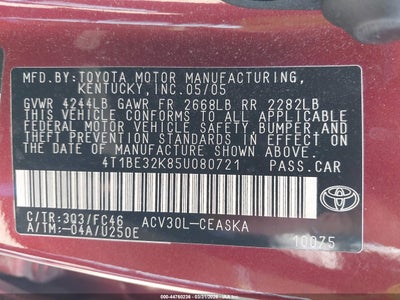 MFD.BY:TOYOTA MOTOR MANUFACTURING,
KENTUCKY,INC.05/05
GVWR 4244LB GAWR FR 2668LB RR 2282LB
THIS VEHICLE CONFORMS TO ALL APPLICABLE
FEDERAL MOTOR VEHICLE SAFETY, BUMPER, AND
THEFT PREVENTION STANDARDS IN EFFECT ON
THE DATE OF MANUFACTURE SHOWN ABOVE.
4T1BE32K85U080721 PASS.CAR
C/TR:3Q3/FC46 ACV30L-CEASKA
A/TM:-04A/U250E
TOYOTA
10075